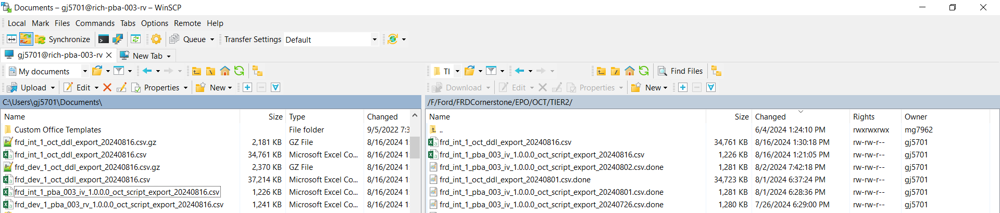 Documents – gj5701@rich-pba-003-rv – WinSCP
Local Mark Files Commands Tabs Options Remote Help
Synchronize Queue Transfer Settings Default
gj5701@rich-pba-003-rv New Tab
My documents TI Find Files
Upload Edit Properties New Download Edit Properties New
C:\Users\gj5701\Documents\ /F/Ford/FRDCornerstone/EPO/OCT/TIER2/
Name Size Type Changed Name Size Changed Rights Owner
Custom Office Templates File folder 9/5/2022 7:3 .. 6/4/2024 1:24:10 PM rwxrwxrwx mg7962
frd_int_1_oct_ddl_export_20240816.csv.gz 2,181 KB GZ File 8/16/2024 1: frd_int_1_oct_ddl_export_20240816.csv 34,761 KB 8/16/2024 1:30:18 PM rw-rw-r-- gj5701
frd_int_1_oct_ddl_export_20240816.csv 34,761 KB Microsoft Excel Co... 8/16/2024 1: frd_int_1_pba_003_iv_1.0.0.0_oct_script_export_20240816.csv 1,226 KB 8/16/2024 1:21:05 PM rw-rw-r-- gj5701
frd_dev_1_oct_ddl_export_20240816.csv.gz 2,370 KB GZ File 8/16/2024 1: frd_int_1_pba_003_iv_1.0.0.0_oct_script_export_20240802.csv.done 1,281 KB 8/2/2024 7:42:18 PM rw-rw-r-- gj5701
frd_dev_1_oct_ddl_export_20240816.csv 37,214 KB Microsoft Excel Co... 8/16/2024 1: frd_int_1_oct_ddl_export_20240801.csv.done 34,723 KB 8/1/2024 6:37:24 PM rw-rw-r-- gj5701
frd_int_1_pba_003_iv_1.0.0.0_oct_script_export_20240816.csv 1,226 KB Microsoft Excel Co... 8/16/2024 1: frd_int_1_pba_003_iv_1.0.0.0_oct_script_export_20240801.csv.done 1,281 KB 8/1/2024 6:28:36 PM rw-rw-r-- gj5701
frd_dev_1_pba_003_rv_1.0.0.0_oct_script_export_20240816.csv 1,241 KB Microsoft Excel Co... 8/16/2024 1: frd_int_1_pba_003_iv_1.0.0.0_oct_script_export_20240726.csv.done 1,280 KB 7/26/2024 6:29:00 PM rw-rw-r-- gj5701